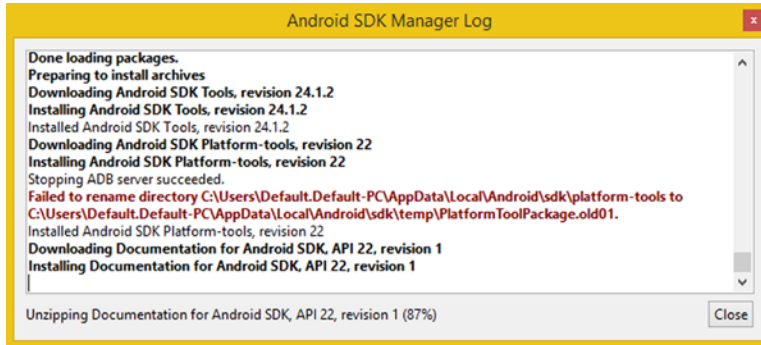 Android SDK Manager Log
x
Done loading packages.
Preparing to install archives
Downloading Android SDK Tools, revision 24.1.2
Installing Android SDK Tools, revision 24.1.2
Installed Android SDK Tools, revision 24.1.2
Downloading Android SDK Platform-tools, revision 22
Installing Android SDK Platform-tools, revision 22
Stopping ADB server succeeded.
Failed to rename directory C:\Users\Default.Default-PC\AppData\Local\Android\sdk\platform-tools to
C:\Users\Default.Default-PC\AppData\Local\Android\sdk\temp\PlatformToolPackage.old01.
Installed Android SDK Platform-tools, revision 22
Downloading Documentation for Android SDK, API 22, revision 1
Installing Documentation for Android SDK, API 22, revision 1
Unzipping Documentation for Android SDK, API 22, revision 1 (87%)
Close